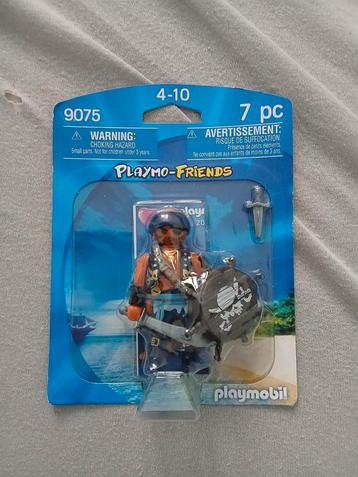 4-10
9075
7 pc
WARNING:
CHOKING HAZARD
Small parts. Not for children under 3 years.
AVERTISSEMENT:
RISQUE DE SUFFOCATION.
Présence de petits éléments.
Ne convient pas aux enfants de moins de 3 ans.
PLAYMO-FRIENDS
20
playmobil